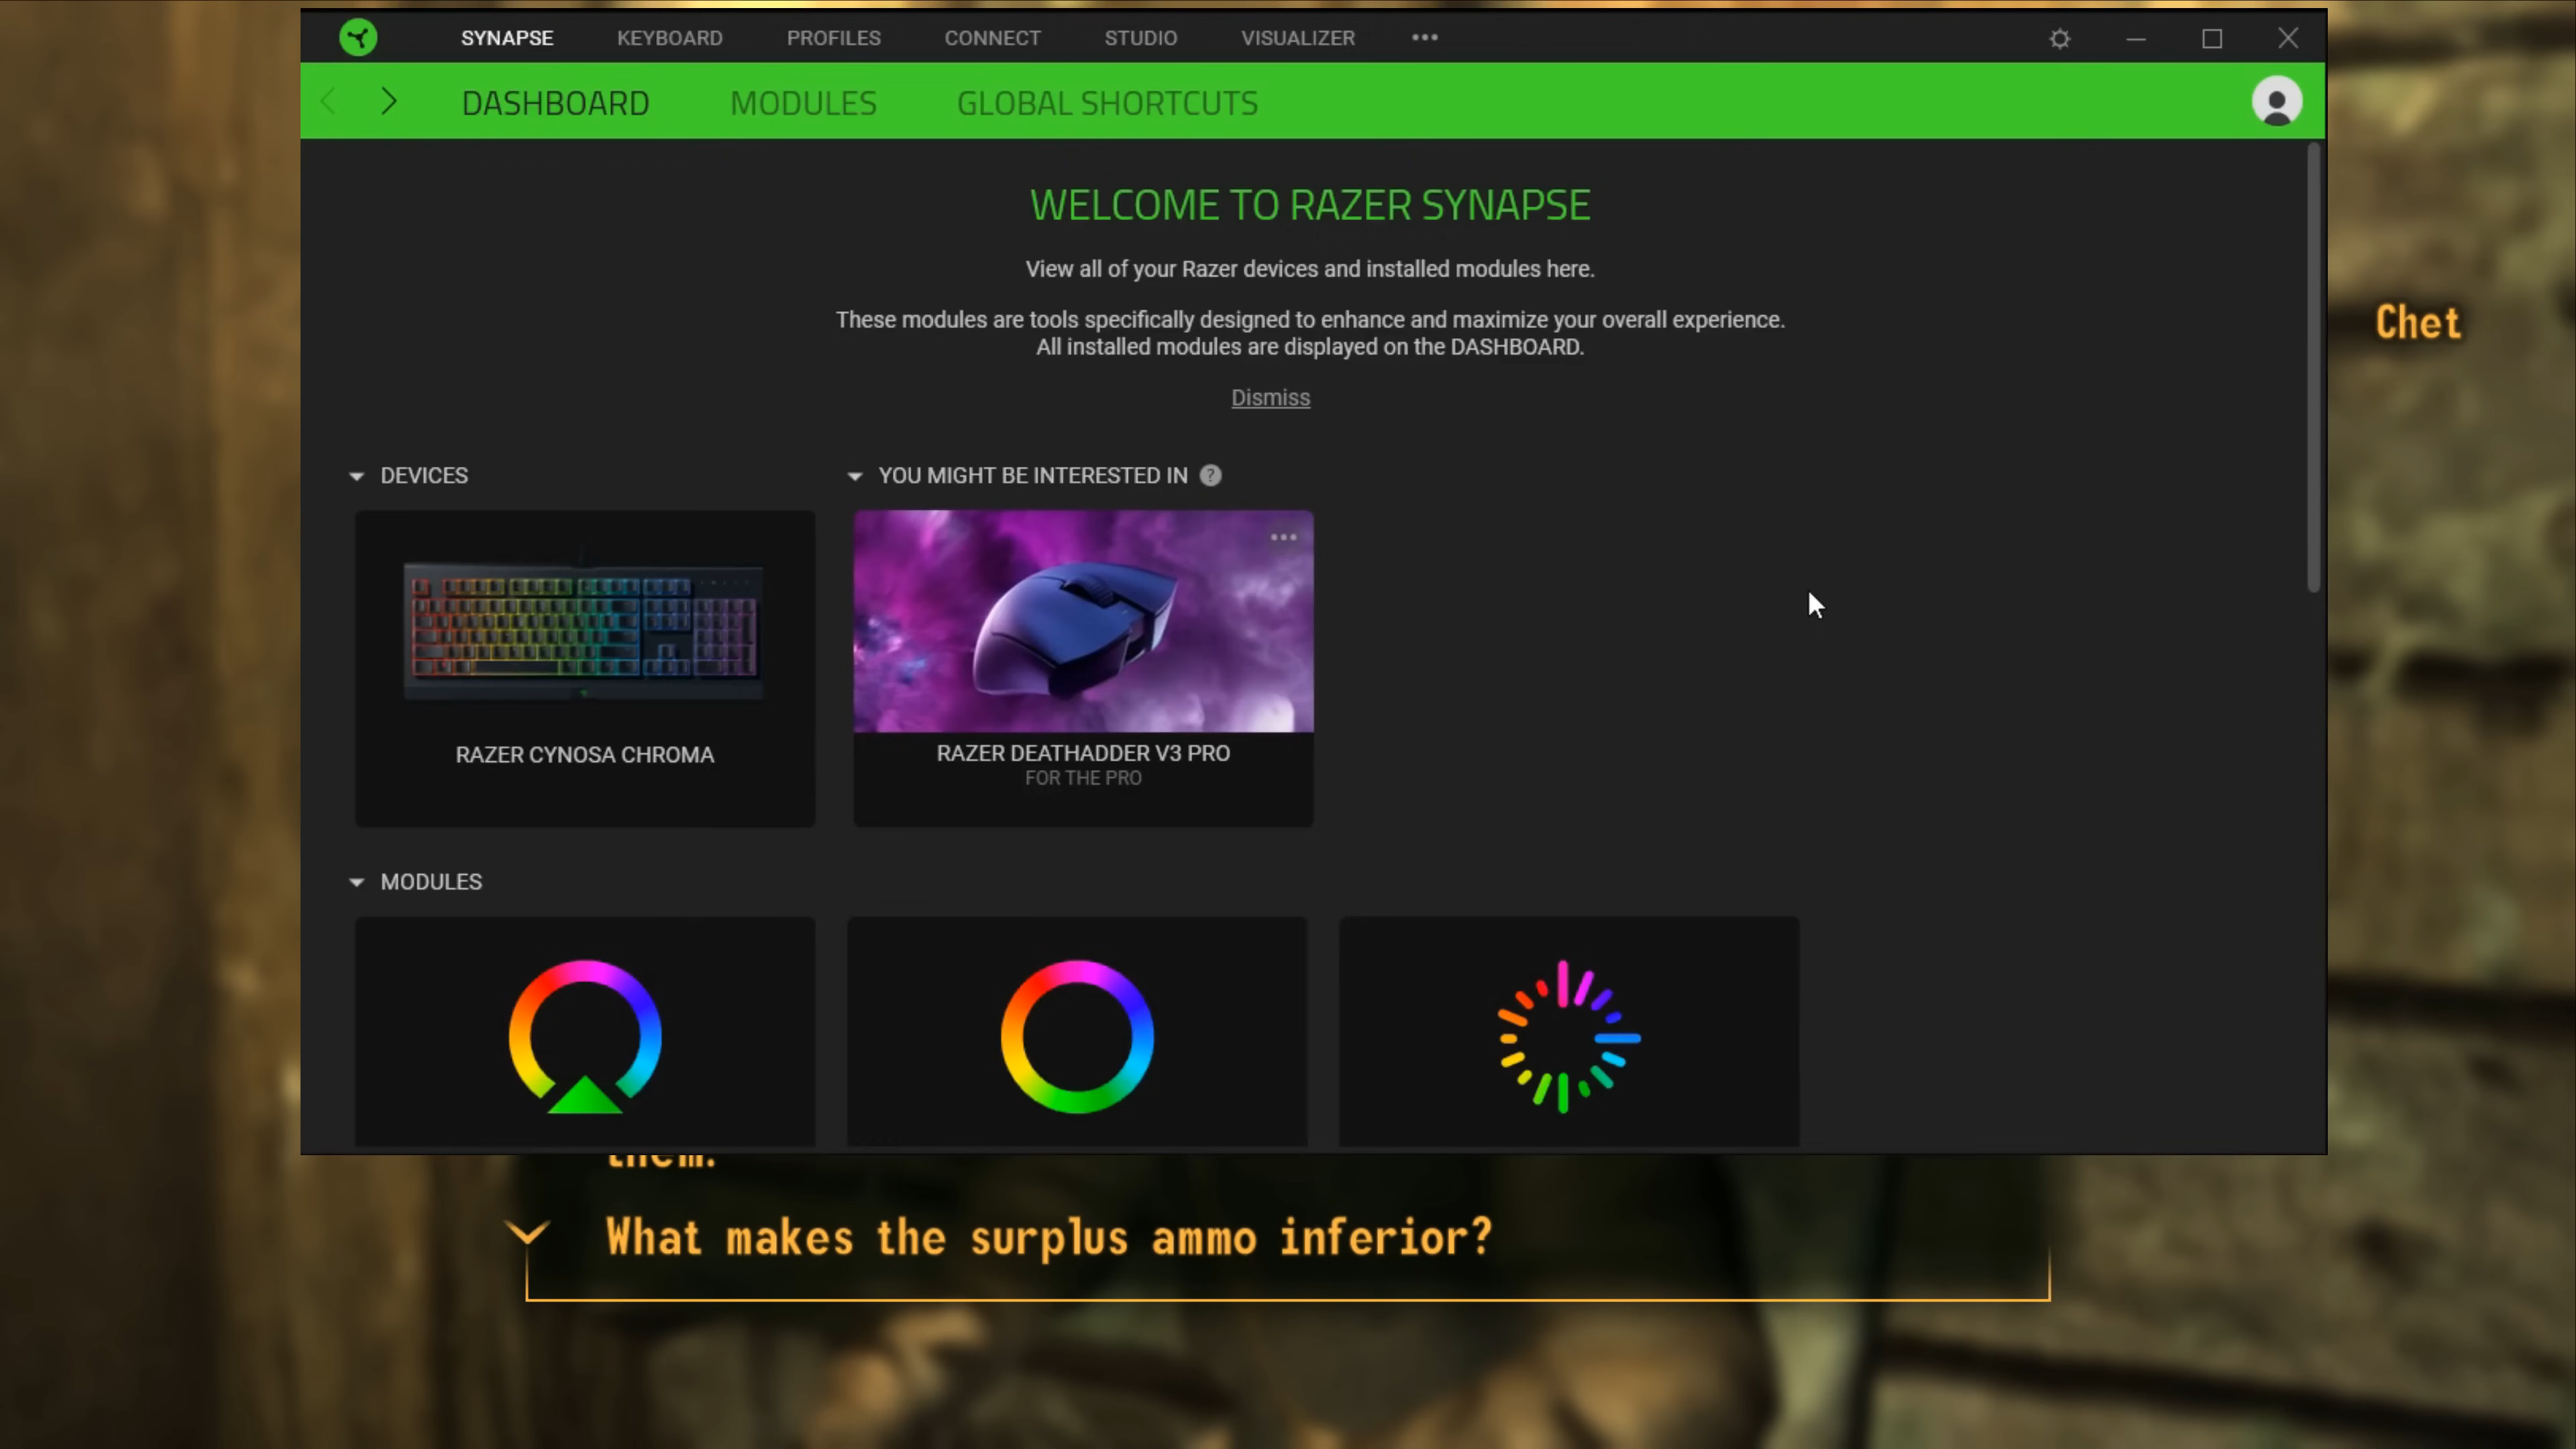 SYNAPSE KEYBOARD PROFILES CONNECT STUDIO VISUALIZER •••
DASHBOARD MODULES GLOBAL SHORTCUTS
WELCOME TO RAZER SYNAPSE
View all of your Razer devices and installed modules here.
These modules are tools specifically designed to enhance and maximize your overall experience.
All installed modules are displayed on the DASHBOARD.
Dismiss
Chet
DEVICES
YOU MIGHT BE INTERESTED IN ?
RAZER CYNOSA CHROMA
RAZER DEATHADDER V3 PRO
FOR THE PRO
MODULES
them.
What makes the surplus ammo inferior?